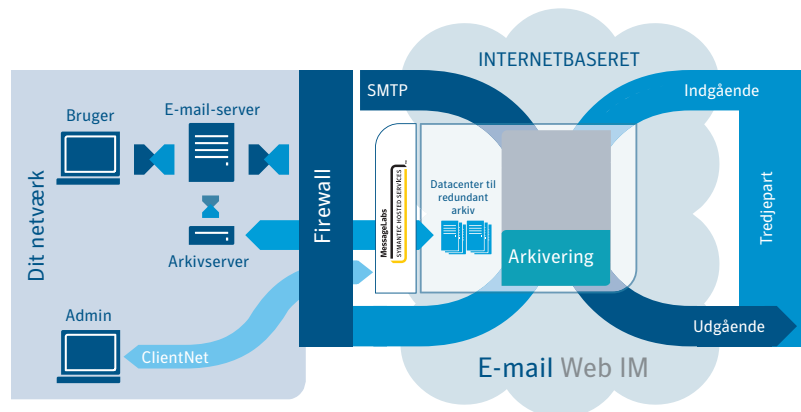 INTERNETBASERET
SMTP
Indgående
Bruger
E-mail-server
Dit netværk
Arkivserver
Firewall
MessageLabs™
SYMANTEC HOSTED SERVICES
Datacenter til
redundant
arkiv
Arkivering
Tredjepart
Admin
ClientNet
Udgående
E-mail Web IM